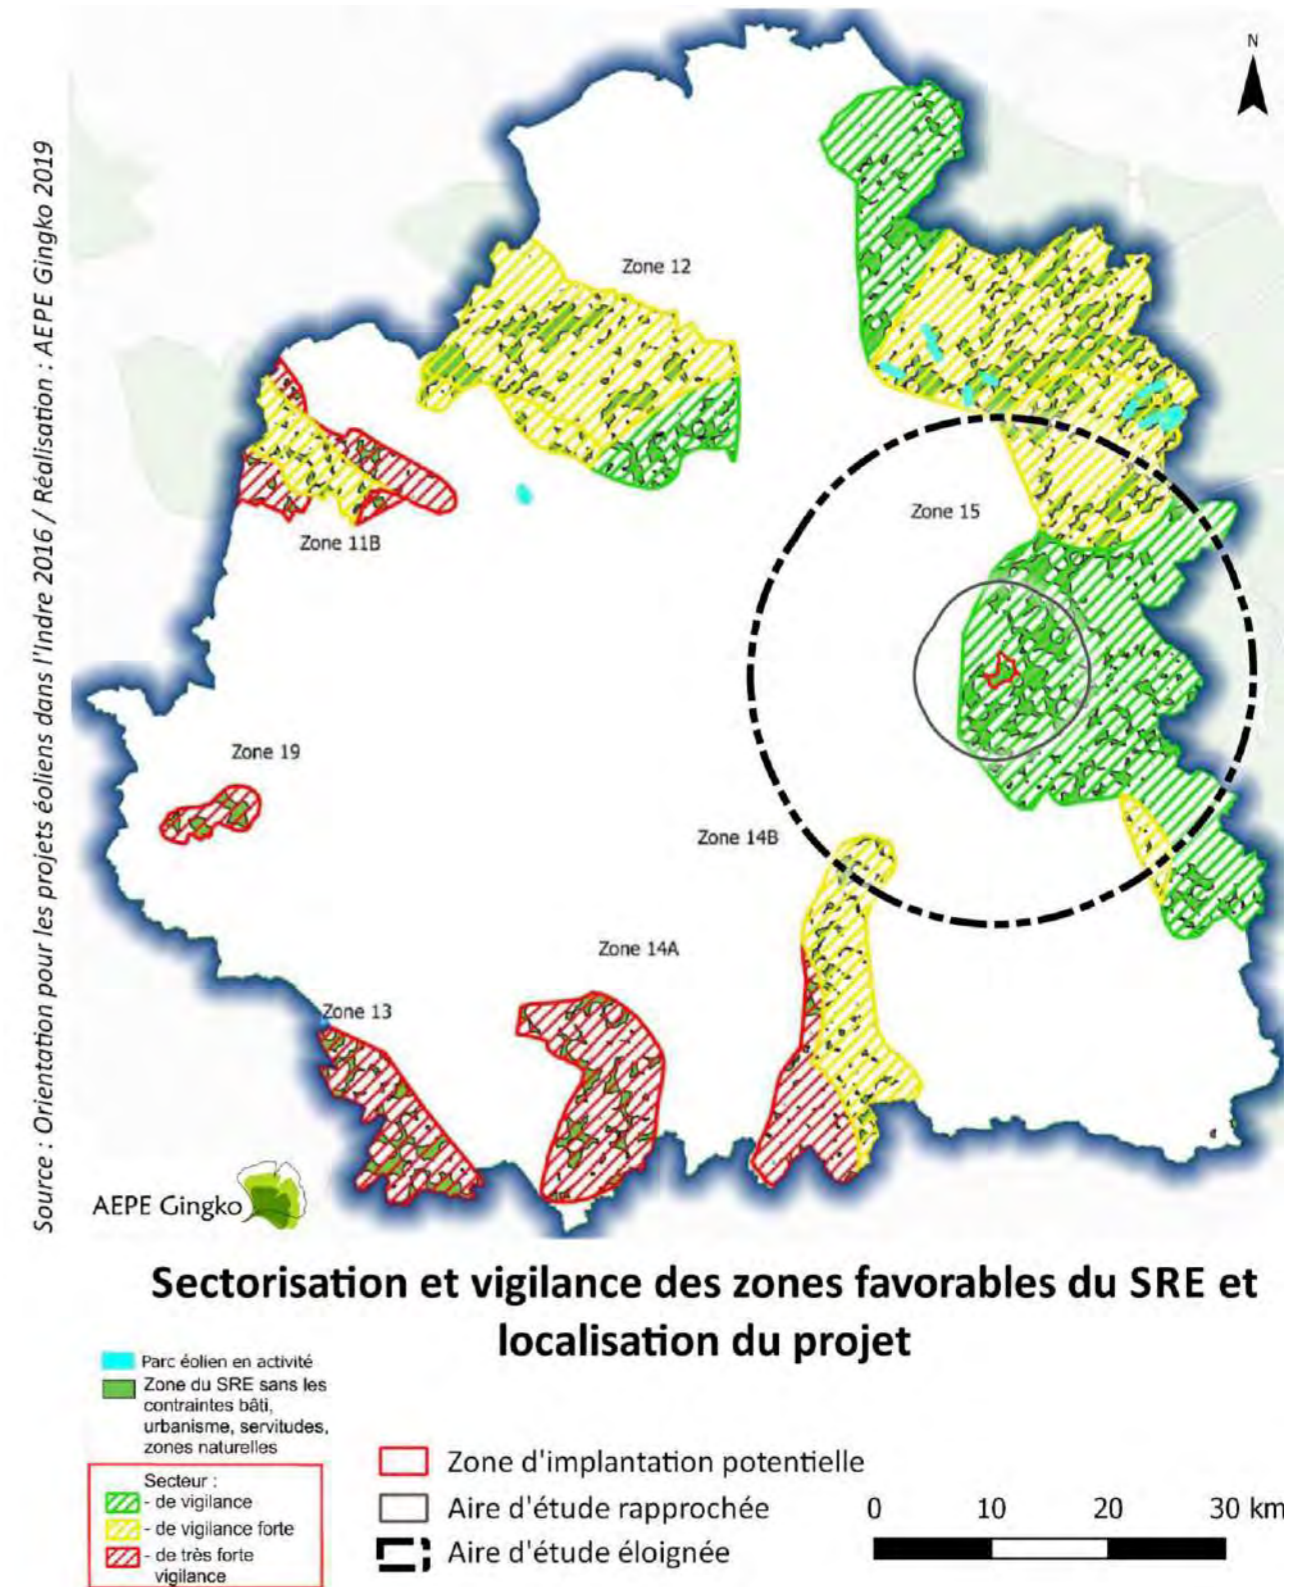 Source : Orientation pour les projets éoliens dans l'Indre 2016 / Réalisation : AEPE Gingko 2019
N
Zone 12
Zone 15
Zone 11B
Zone 19
Zone 14B
Zone 14A
Zone 13
AEPE Gingko
Sectorisation et vigilance des zones favorables du SRE et
localisation du projet
Parc éolien en activité
Zone du SRE sans les
contraintes bâti,
urbanisme, servitudes,
zones naturelles
Secteur :
- de vigilance
- de vigilance forte
- de très forte
vigilance
Zone d'implantation potentielle
Aire d'étude rapprochée
Aire d'étude éloignée
0 10 20 30 km